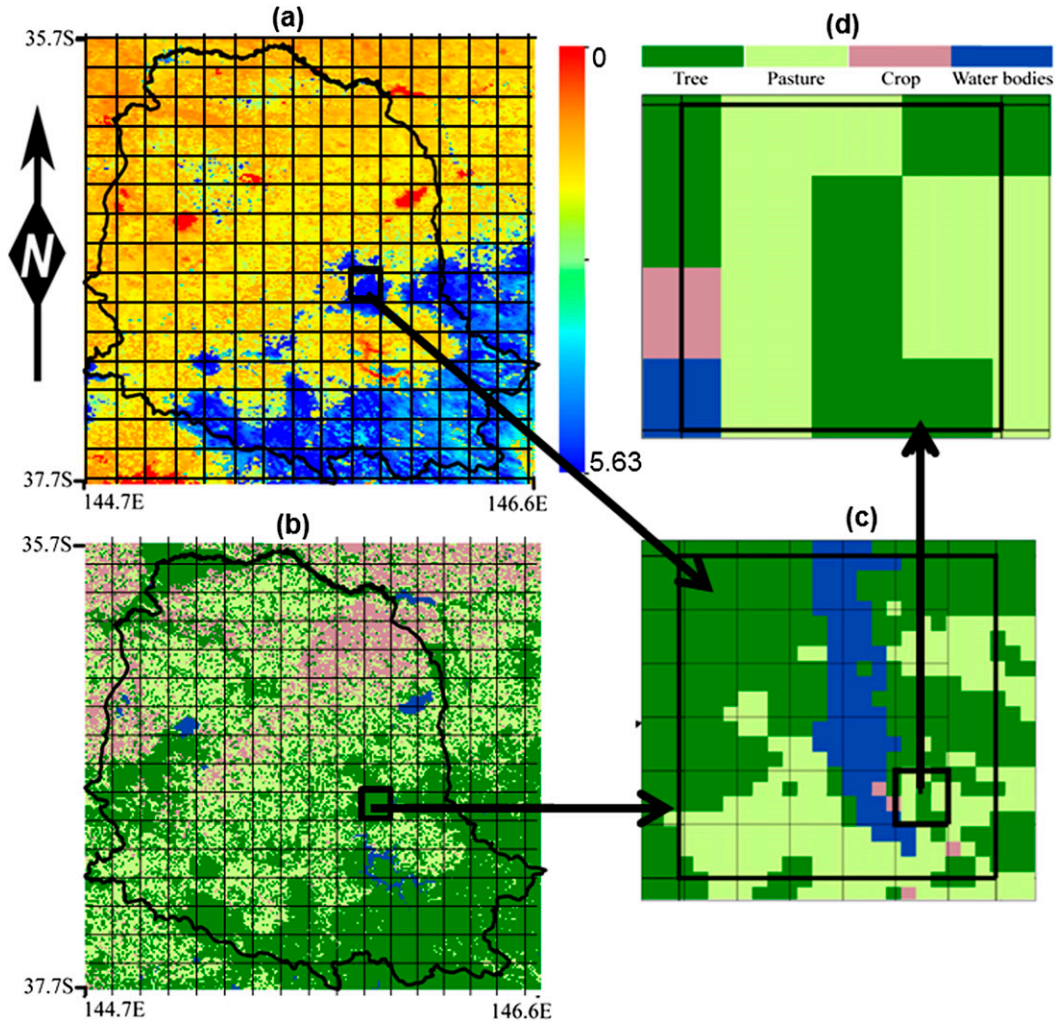 (a)
(d)
35.7S
0
Tree
Pasture
Crop
Water bodies
N
5.63
37.7S
144.7E
146.6E
(b)
(c)
35.7S
37.7S
144.7E
146.6E